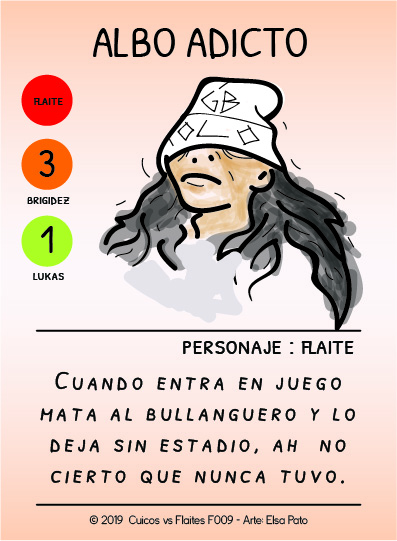 ALBO ADICTO
FLAITE
3
BRIGIDEZ
1
LUKAS
GB
OLO
PERSONAJE : FLAITE
CUANDO ENTRA EN JUEGO
MATA AL BULLANGUERO Y LO
DEJA SIN ESTADIO, AH NO
CIERTO QUE NUNCA TUVO.
© 2019 Cuicos vs Flaites F009 - Arte: Elsa Pato